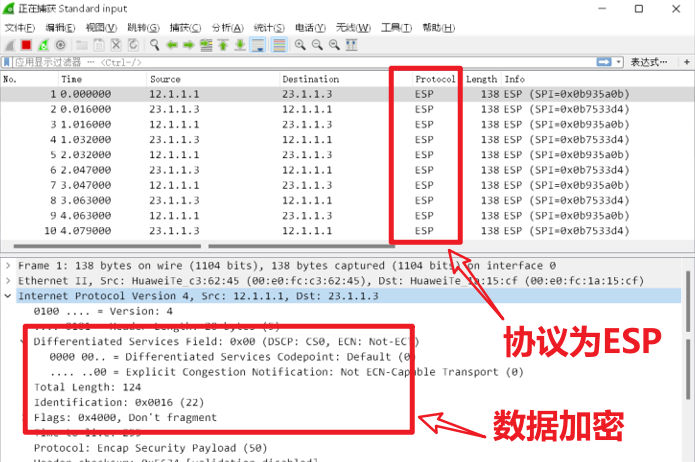 正在捕获 Standard input
文件(F) 编辑(E) 视图(V) 跳转(G) 捕获(C) 分析(A) 统计(S) 电话(Y) 无线(W) 工具(T) 帮助(H)
应用显示过滤器 … <Ctrl-/> 表达式… +
No. Time Source Destination Protocol Length Info
1 0.000000 12.1.1.1 23.1.1.3 ESP 138 ESP (SPI=0x0b935a0b)
2 0.016000 23.1.1.3 12.1.1.1 ESP 138 ESP (SPI=0x0b7533d4)
3 1.016000 12.1.1.1 23.1.1.3 ESP 138 ESP (SPI=0x0b935a0b)
4 1.032000 23.1.1.3 12.1.1.1 ESP 138 ESP (SPI=0x0b7533d4)
5 2.032000 12.1.1.1 23.1.1.3 ESP 138 ESP (SPI=0x0b935a0b)
6 2.047000 23.1.1.3 12.1.1.1 ESP 138 ESP (SPI=0x0b7533d4)
7 3.047000 12.1.1.1 23.1.1.3 ESP 138 ESP (SPI=0x0b935a0b)
8 3.063000 23.1.1.3 12.1.1.1 ESP 138 ESP (SPI=0x0b7533d4)
9 4.063000 12.1.1.1 23.1.1.3 ESP 138 ESP (SPI=0x0b935a0b)
10 4.079000 23.1.1.3 12.1.1.1 ESP 138 ESP (SPI=0x0b7533d4)
Frame 1: 138 bytes on wire (1104 bits), 138 bytes captured (1104 bits) on interface 0
Ethernet II, Src: HuaweiTe_c3:62:45 (00:e0:fc:c3:62:45), Dst: HuaweiTe_1a:15:cf (00:e0:fc:1a:15:cf)
Internet Protocol Version 4, Src: 12.1.1.1, Dst: 23.1.1.3
0100 .... = Version: 4
.... 0101 = Header Length: 20 bytes (5)
Differentiated Services Field: 0x00 (DSCP: CS0, ECN: Not-ECT)
0000 00.. = Differentiated Services Codepoint: Default (0)
.... ..00 = Explicit Congestion Notification: Not ECN-Capable Transport (0)
Total Length: 124
Identification: 0x0016 (22)
Flags: 0x4000, Don't fragment
Time to live: 255
Protocol: Encap Security Payload (50)
协议为ESP
数据加密